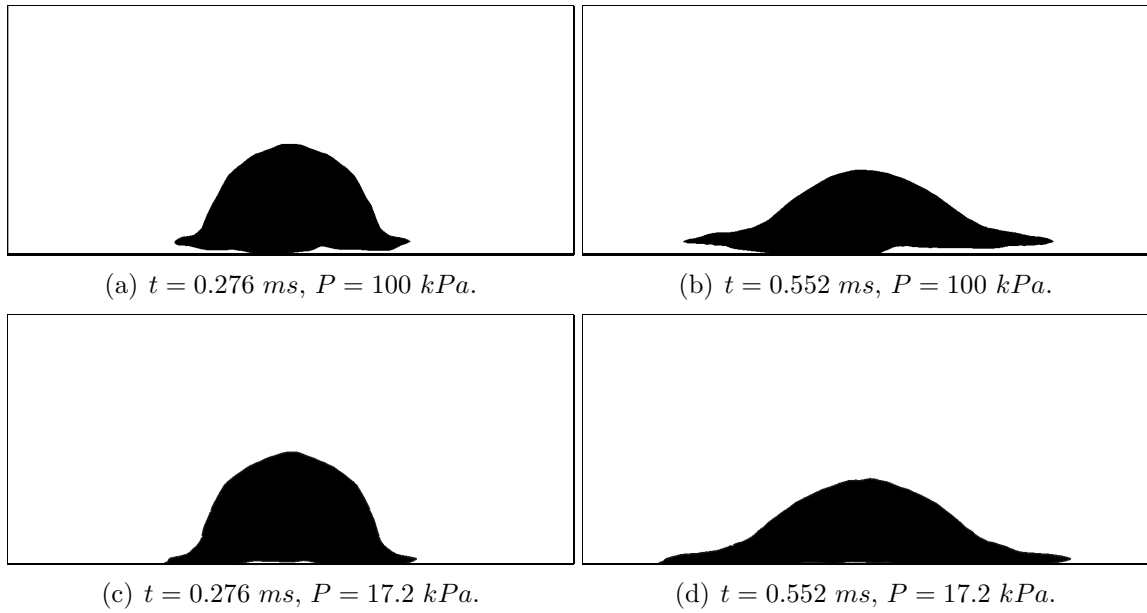 (a) t = 0.276 ms, P = 100 kPa.
(b) t = 0.552 ms, P = 100 kPa.
(c) t = 0.276 ms, P = 17.2 kPa.
(d) t = 0.552 ms, P = 17.2 kPa.